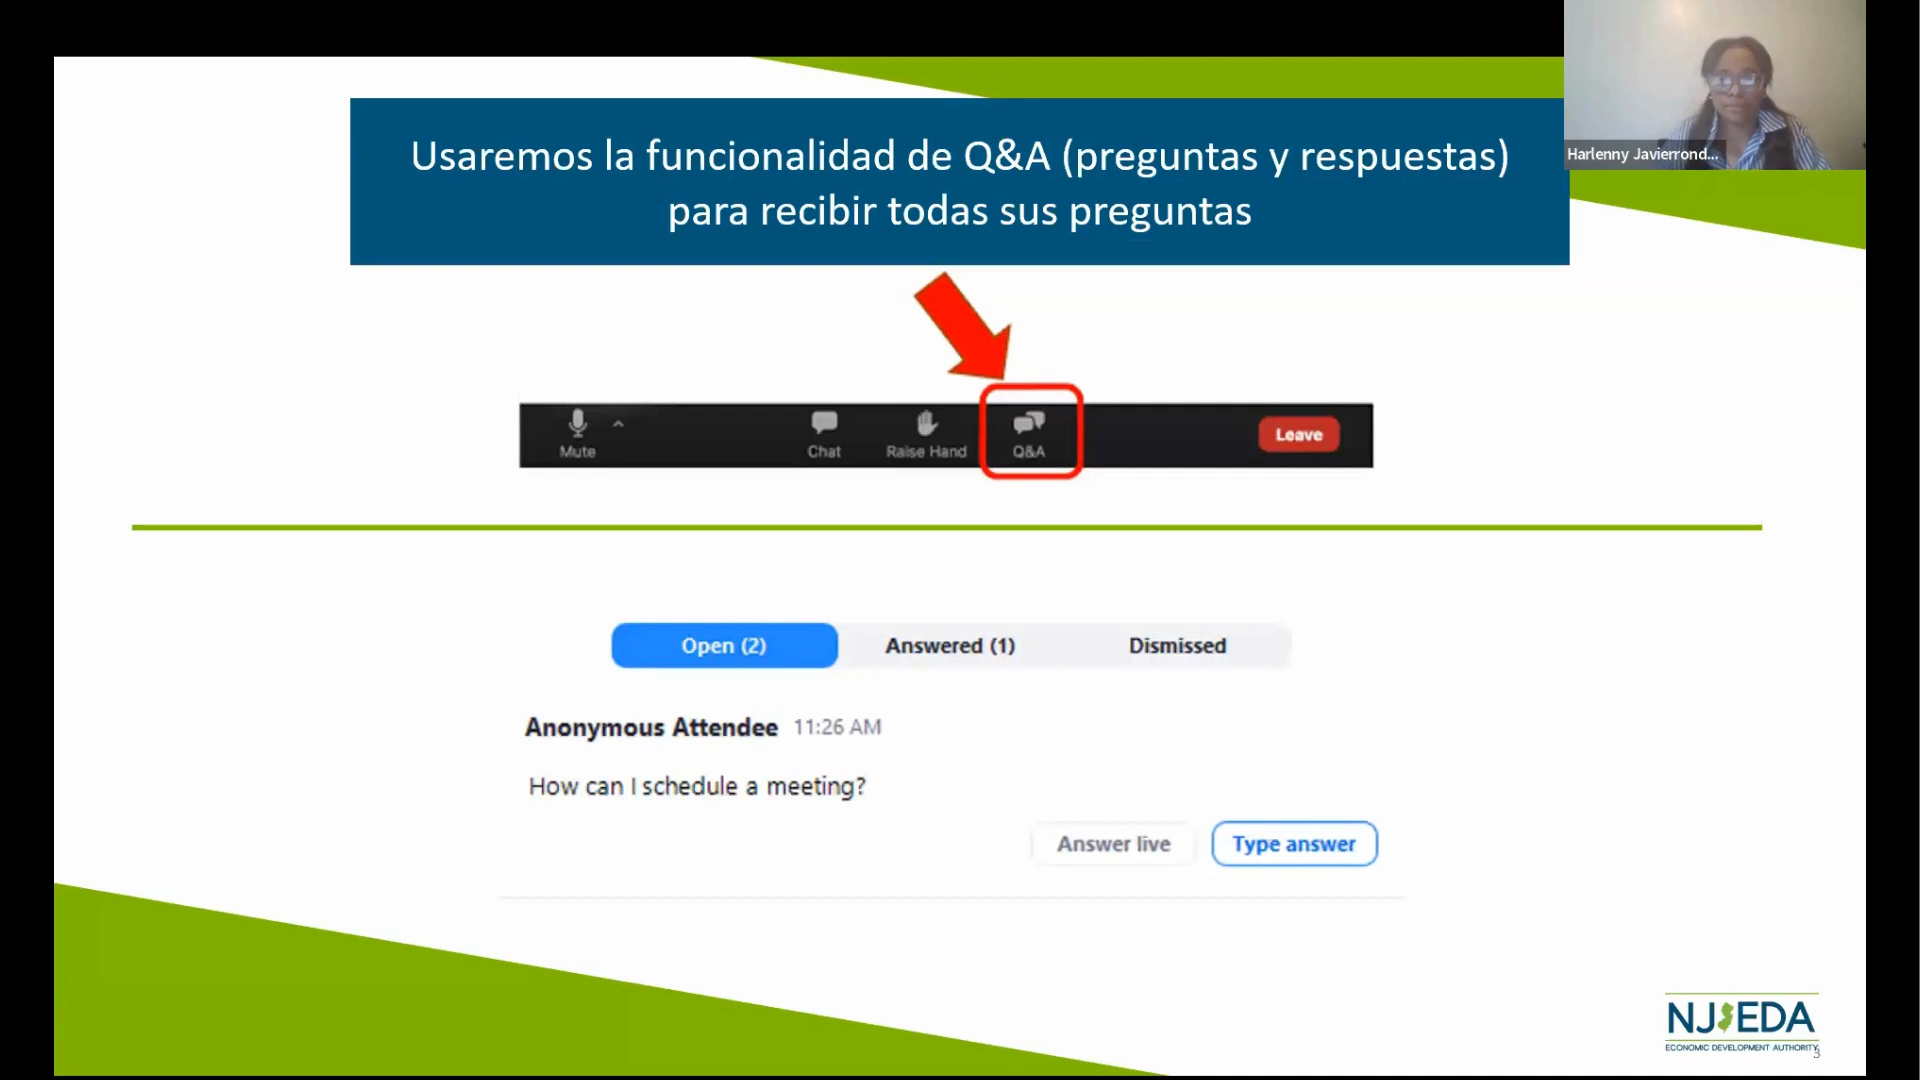 Usaremos la funcionalidad de Q&A (preguntas y respuestas)
para recibir todas sus preguntas
Harlenny Javierrond...
Mute
Chat
Raise Hand
Q&A
Leave
Open (2)
Answered (1)
Dismissed
Anonymous Attendee 11:26 AM
How can I schedule a meeting?
Answer live
Type answer
NJEDA
ECONOMIC DEVELOPMENT AUTHORITY
3